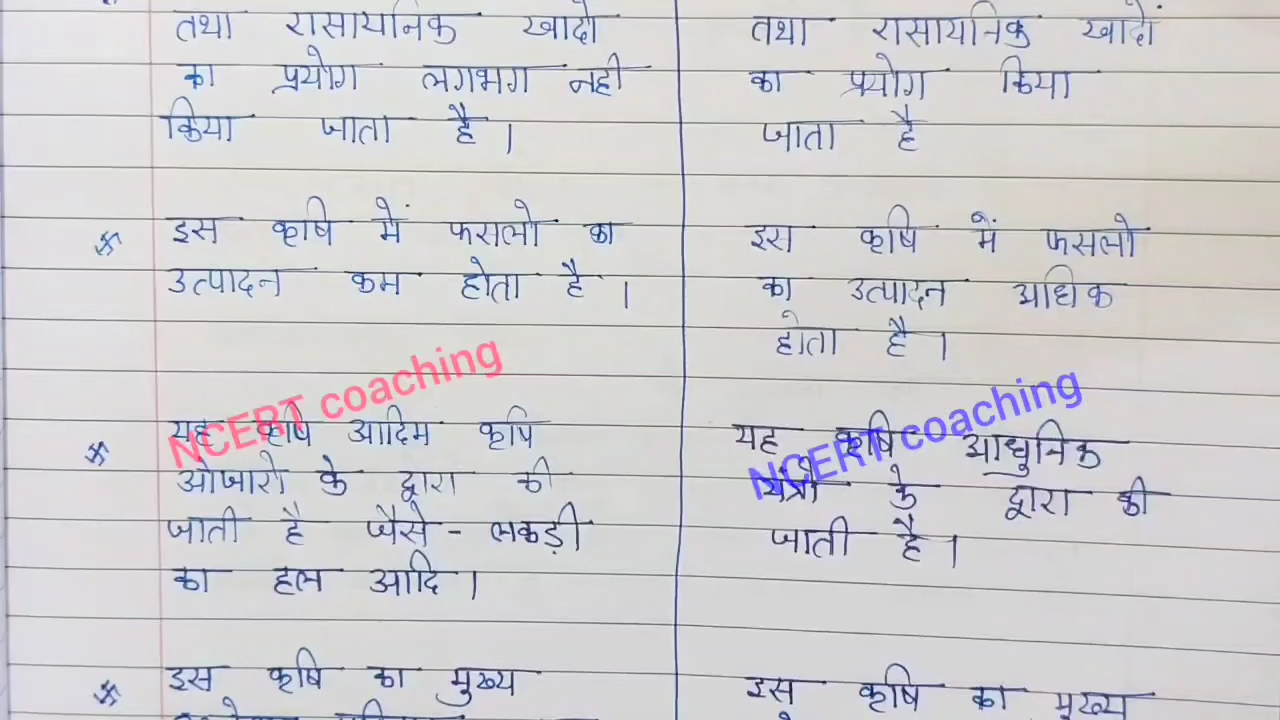 तथा रासायनिक खादो
का प्रयोग लगभग नही
किया जाता है।
इस कृषि में फसलो का
उत्पादन कम होता है।
यह कृषि आदिम कृषि
ओजारो के द्वारा की
जाती है जैसे - लकड़ी
का हल आदि।
इस कृषि का मुख्य
तथा रासायनिक खादों
का प्रयोग किया
जाता है
इस कृषि में फसलो
का उत्पादन अधिक
होता है।
यह कृषि आधुनिक
यंत्रो के द्वारा की
जाती है।
इस कृषि का मुख्य
NCERT coaching
NCERT coaching